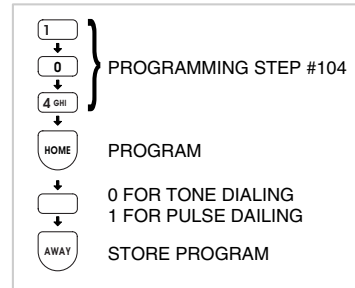 1
0
PROGRAMMING STEP #104
4 GHI
HOME PROGRAM
0 FOR TONE DIALING
1 FOR PULSE DAILING
AWAY STORE PROGRAM